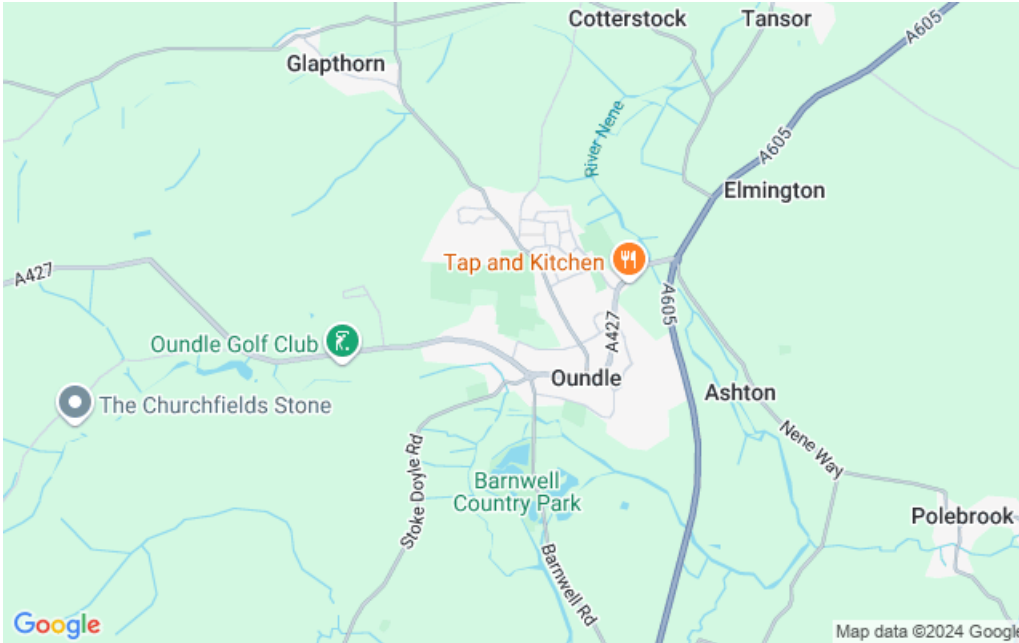 Cotterstock
Tansor
A605
Glapthorn
River Nene
A605
Elmington
Tap and Kitchen
A427
A605
A427
Oundle Golf Club
Oundle
Ashton
The Churchfields Stone
Nene Way
Stoke Doyle Rd
Barnwell
Country Park
Polebrook
Barnwell Rd
Google
Map data ©2024 Google